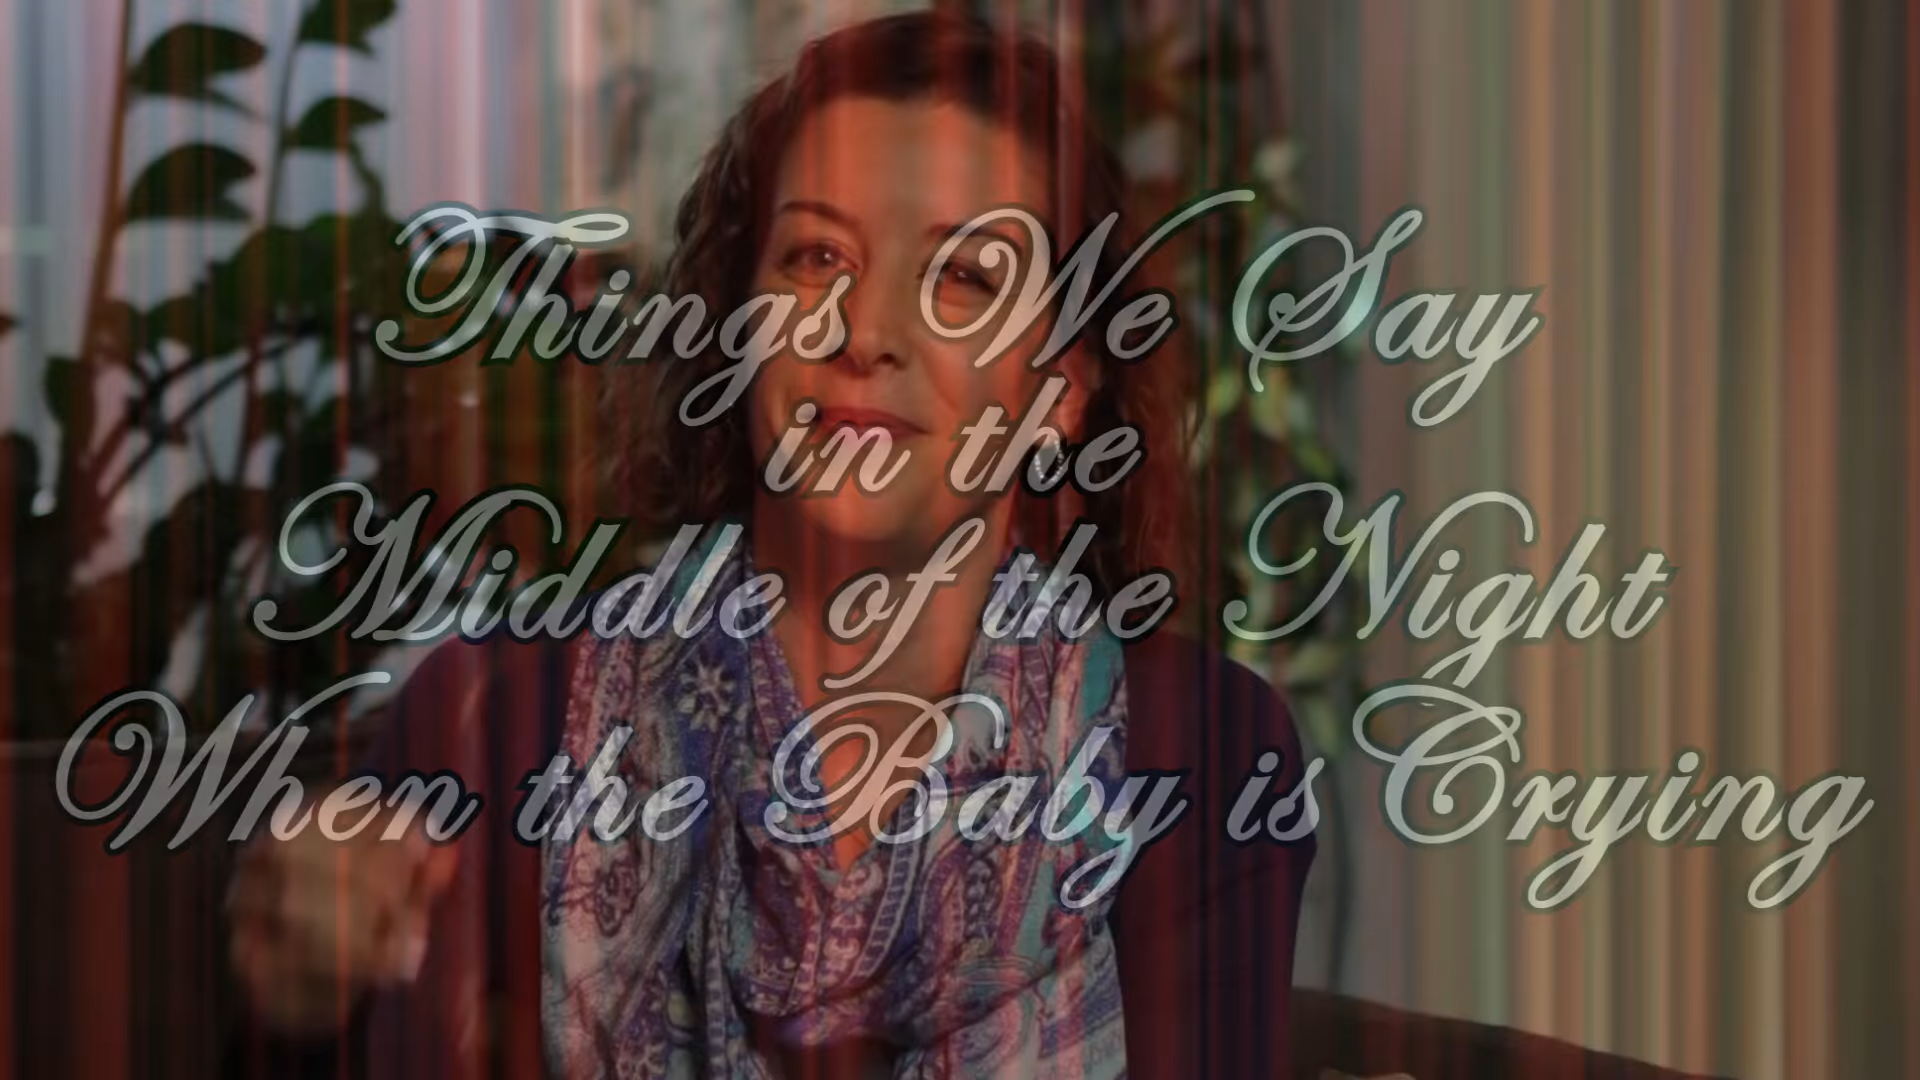 Things We Say
in the
Middle of the Night
When the Baby is Crying